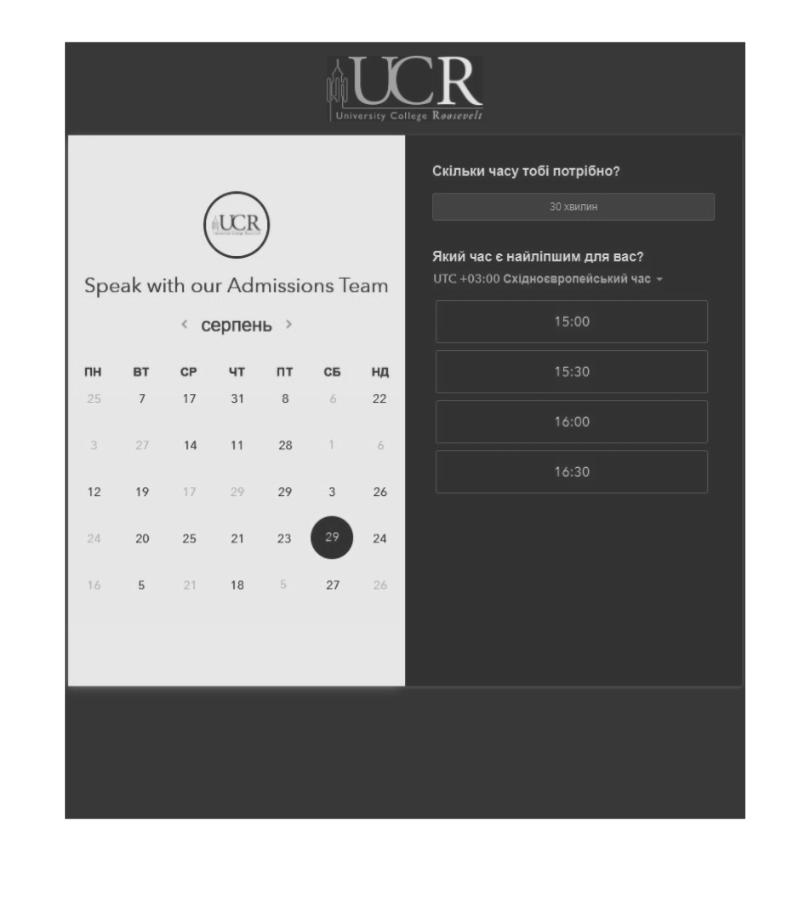 UCR
University College Roosevelt
UCR
Speak with our Admissions Team
< серпень >
ПН ВТ СР ЧТ ПТ СБ НД
25 7 17 31 8 6 22
3 27 14 11 28 1 6
12 19 17 29 29 3 26
24 20 25 21 23 29 24
16 5 21 18 5 27 26
Скільки часу тобі потрібно?
30 хвилин
Який час є найліпшим для вас?
UTC +03:00 Східноєвропейський час
15:00
15:30
16:00
16:30